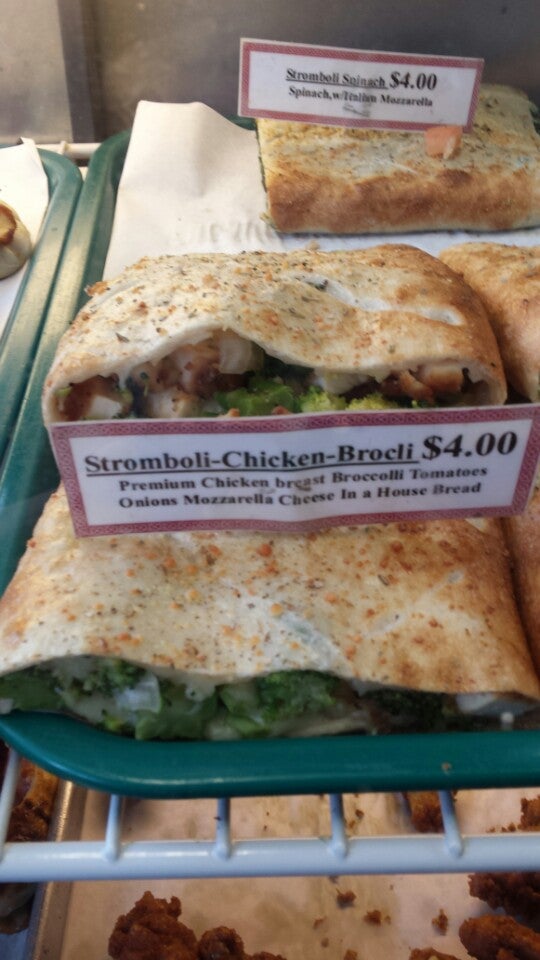 Stromboli Spinach $4.00
Spinach,w/Italian Mozzarella
Stromboli-Chicken-Brocli $4.00
Premium Chicken breast Broccolli Tomatoes
Onions Mozzarella Cheese In a House Bread